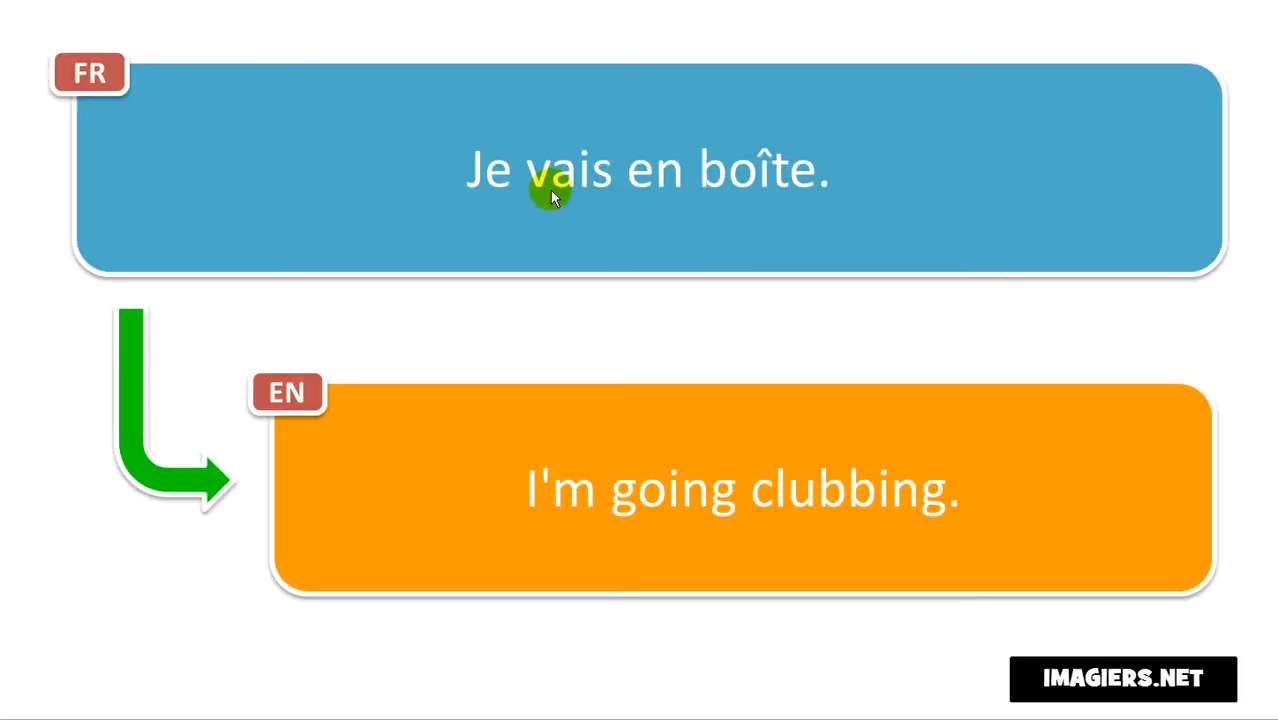 FR
Je vais en boîte.
EN
I'm going clubbing.
IMAGIERS.NET